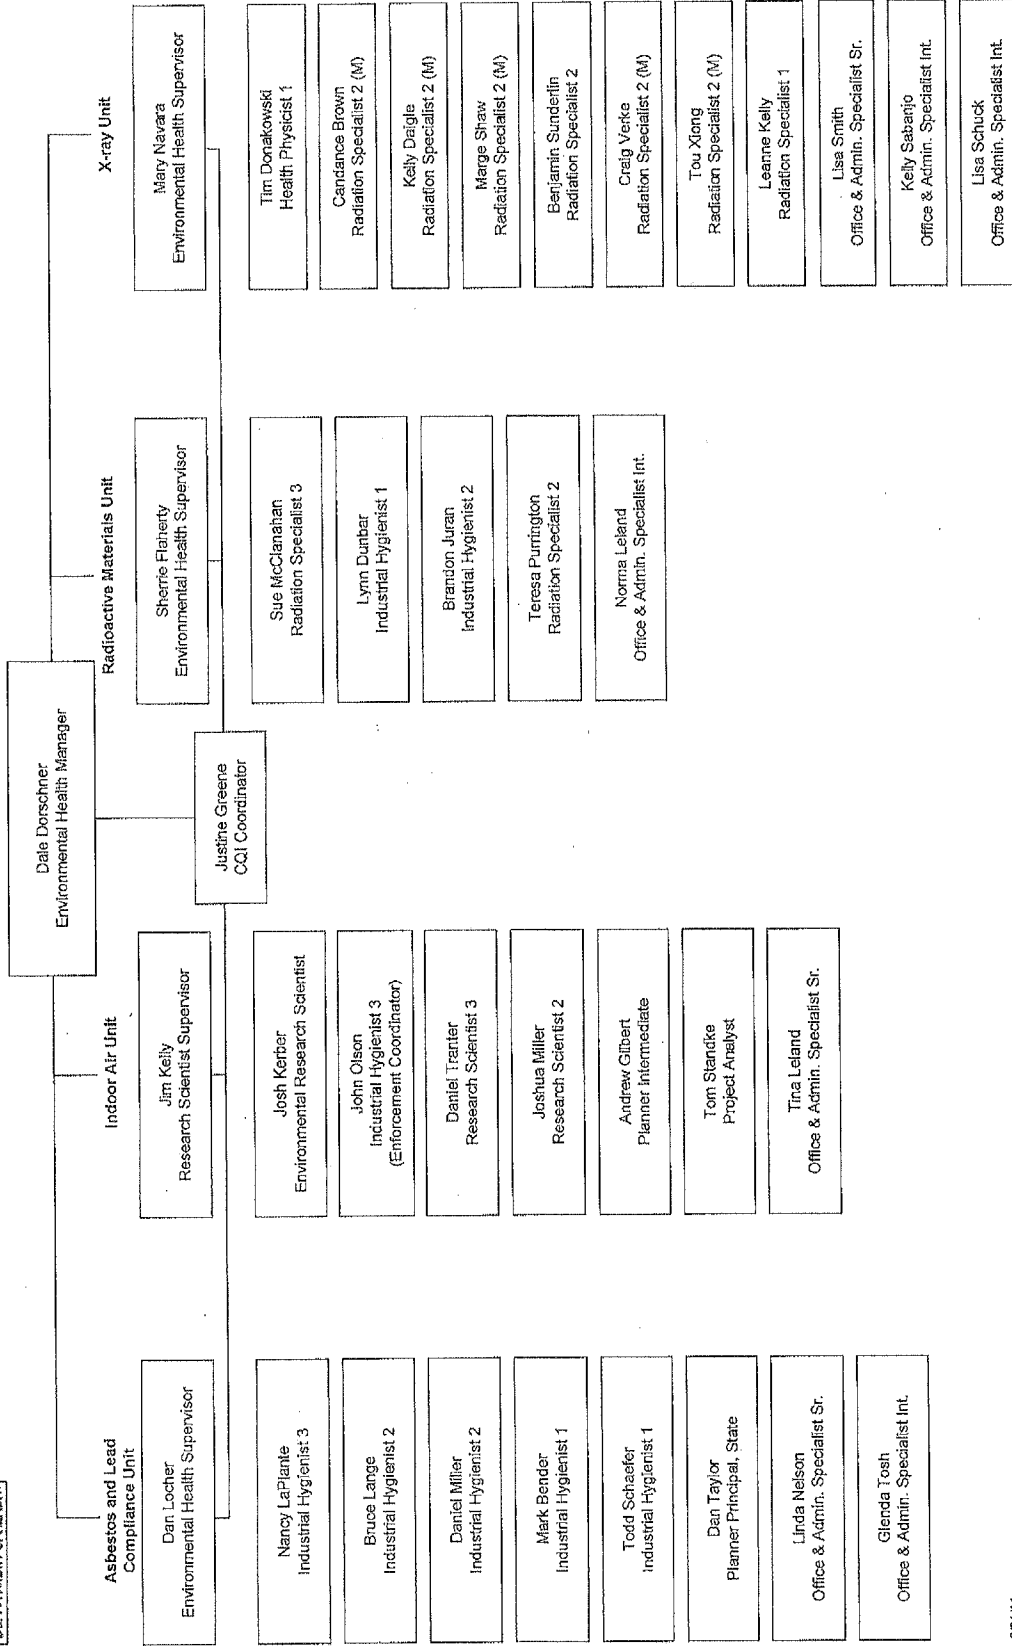 Dale Dorschner
Environmental Health Manager
Justine Greene
CQI Coordinator
Asbestos and Lead
Compliance Unit
Dan Locher
Environmental Health Supervisor
Nancy LaPlante
Industrial Hygienist 3
Bruce Lange
Industrial Hygienist 2
Daniel Miller
Industrial Hygienist 2
Mark Bender
Industrial Hygienist 1
Todd Schaefer
Industrial Hygienist 1
Dan Taylor
Planner Principal, State
Linda Nelson
Office & Admin. Specialist Sr.
Glenda Tosh
Office & Admin. Specialist Int.
Indoor Air Unit
Jim Kelly
Research Scientist Supervisor
Josh Kerber
Environmental Research Scientist
John Olson
Industrial Hygienist 3
(Enforcement Coordinator)
Daniel Tranter
Research Scientist 3
Joshua Miller
Research Scientist 2
Andrew Gilbert
Planner Intermediate
Tom Standke
Project Analyst
Tina Leland
Office & Admin. Specialist Sr.
Radioactive Materials Unit
Sherrie Flaherty
Environmental Health Supervisor
Sue McClanahan
Radiation Specialist 3
Lynn Dunbar
Industrial Hygienist 1
Brandon Juran
Industrial Hygienist 2
Teresa Purrington
Radiation Specialist 2
Norma Leland
Office & Admin. Specialist Int.
X-ray Unit
Mary Navara
Environmental Health Supervisor
Tim Donakowski
Health Physicist 1
Candance Brown
Radiation Specialist 2 (M)
Kelly Daigle
Radiation Specialist 2 (M)
Marge Shaw
Radiation Specialist 2 (M)
Benjamin Sunderlin
Radiation Specialist 2
Craig Verke
Radiation Specialist 2 (M)
Tou Xiong
Radiation Specialist 2 (M)
Leanne Kelly
Radiation Specialist 1
Lisa Smith
Office & Admin. Specialist Sr.
Kelly Sabanjo
Office & Admin. Specialist Int.
Lisa Schuck
Office & Admin. Specialist Int.